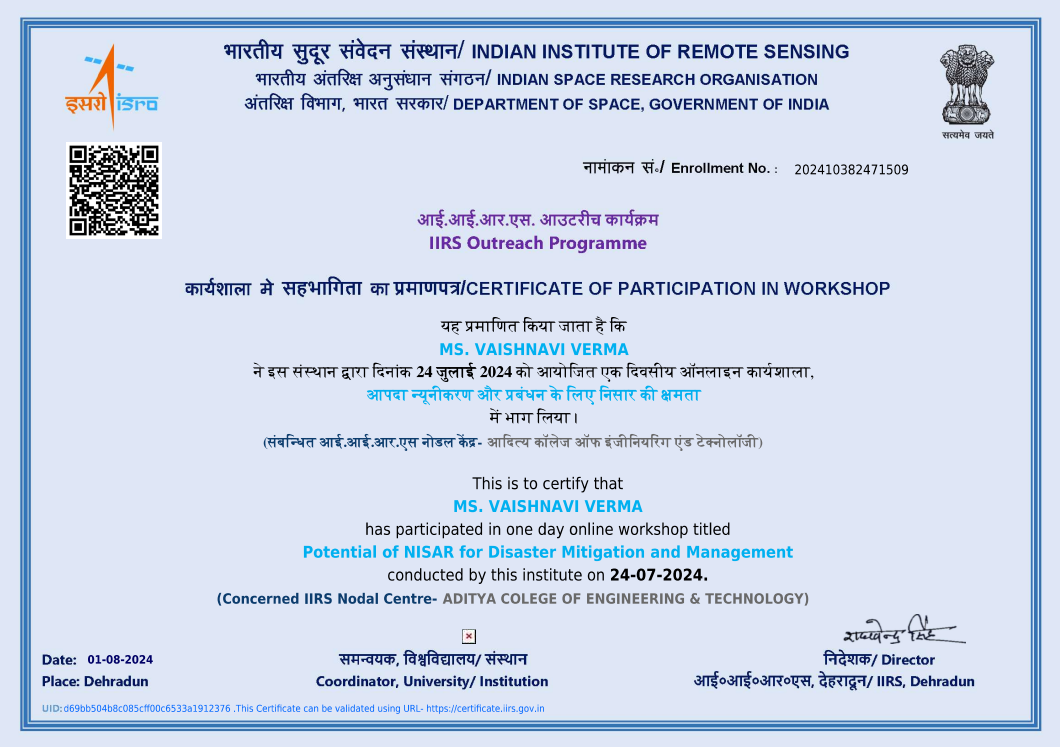 भारतीय सुदूर संवेदन संस्थान/ INDIAN INSTITUTE OF REMOTE SENSING
भारतीय अंतरिक्ष अनुसंधान संगठन/ INDIAN SPACE RESEARCH ORGANISATION
अंतरिक्ष विभाग, भारत सरकार/ DEPARTMENT OF SPACE, GOVERNMENT OF INDIA
इसरो isro
सत्यमेव जयते
नामांकन सं॰/ Enrollment No. : 202410382471509
आई.आई.आर.एस. आउटरीच कार्यक्रम
IIRS Outreach Programme
कार्यशाला मे सहभागिता का प्रमाणपत्र/CERTIFICATE OF PARTICIPATION IN WORKSHOP
यह प्रमाणित किया जाता है कि
MS. VAISHNAVI VERMA
ने इस संस्थान द्वारा दिनांक 24 जुलाई 2024 को आयोजित एक दिवसीय ऑनलाइन कार्यशाला,
आपदा न्यूनीकरण और प्रबंधन के लिए निसार की क्षमता
में भाग लिया।
(संबन्धित आई.आई.आर.एस नोडल केंद्र- आदित्य कॉलेज ऑफ इंजीनियरिंग एंड टेक्नोलॉजी)
This is to certify that
MS. VAISHNAVI VERMA
has participated in one day online workshop titled
Potential of NISAR for Disaster Mitigation and Management
conducted by this institute on 24-07-2024.
(Concerned IIRS Nodal Centre- ADITYA COLEGE OF ENGINEERING & TECHNOLOGY)
Date: 01-08-2024
Place: Dehradun
समन्वयक, विश्वविद्यालय/ संस्थान
Coordinator, University/ Institution
निदेशक/ Director
आई॰आई॰आर॰एस, देहरादून/ IIRS, Dehradun
UID: d69bb504b8c085cff00c6533a1912376 .This Certificate can be validated using URL- https://certificate.iirs.gov.in